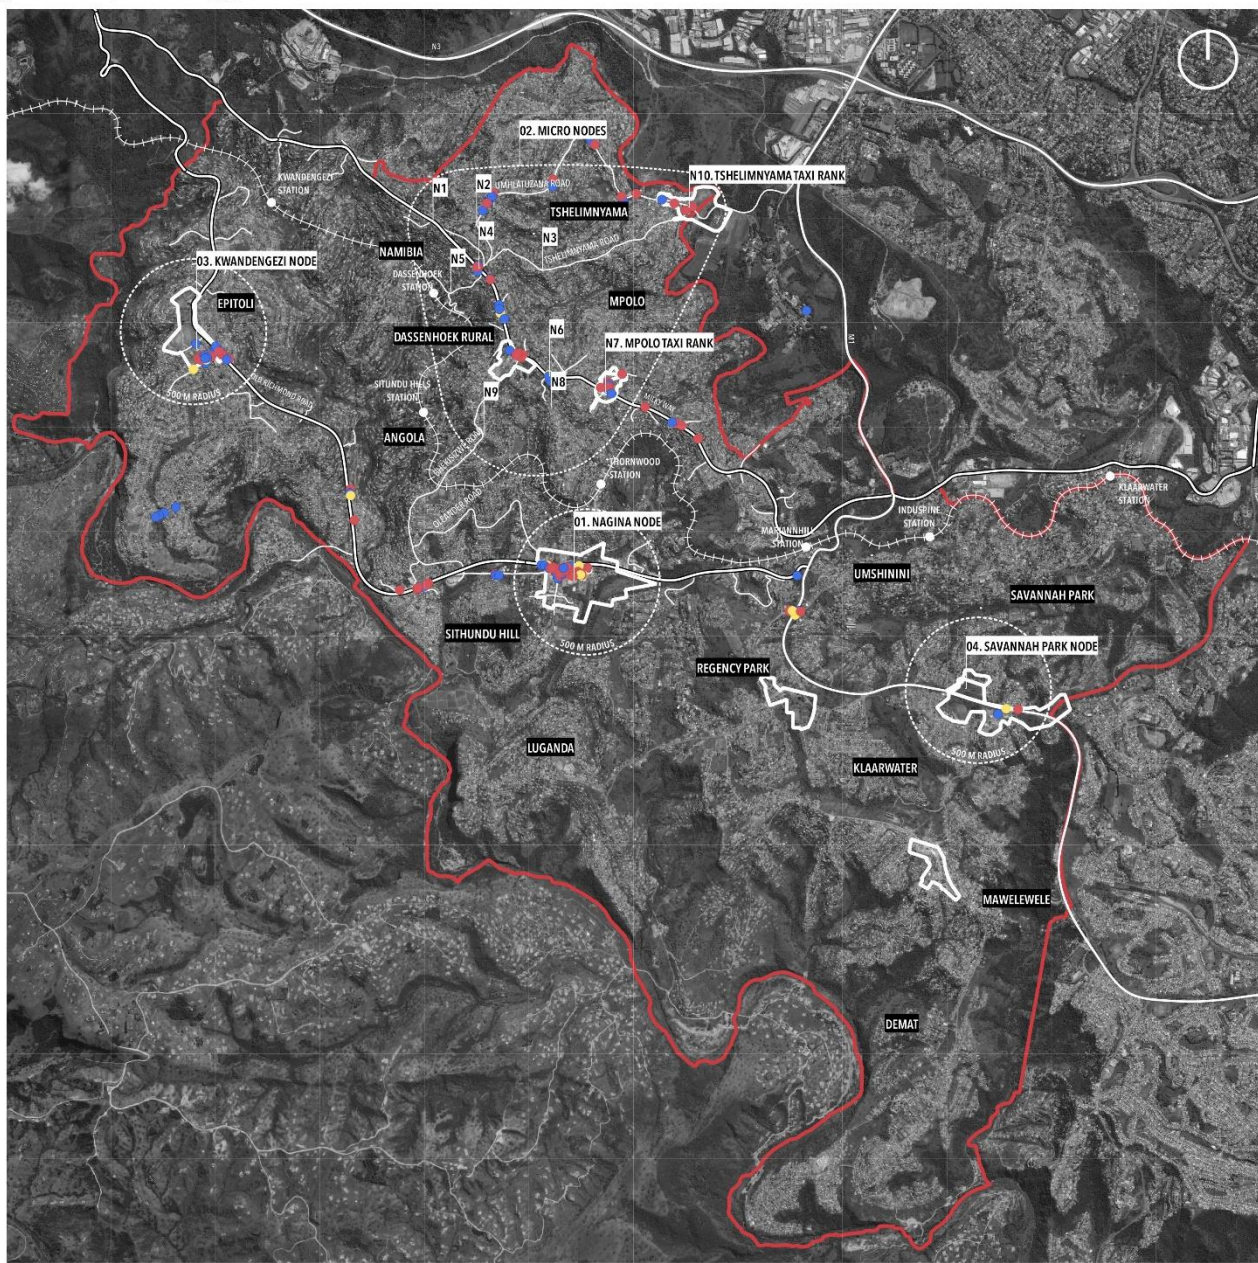 N3
02. MICRO NODES
KWANDENGEZI
STATION
N1
N2
UMHLATUZANA ROAD
N10. TSHELIMNYAMA TAXI RANK
TSHELIMNYAMA
N4
N3
TSHELIMNYAMA ROAD
NAMIBIA
N5
03. KWANDENGEZI NODE
DASSENHOEK
STATION
EPITOLI
MPOLO
DASSENHOEK RURAL
N6
N7. MPOLO TAXI RANK
M1
SITUNDU HILLS
STATION
N9
N8
500 M RADIUS
OLD RICHMOND ROAD
MILKY WAY
ANGOLA
THORNWOOD
STATION
KLAARWATER
STATION
INDUSPINE
STATION
01. NAGINA NODE
MARIANNHILL
STATION
UMSHININI
SAVANNAH PARK
SITHUNDU HILL
500 M RADIUS
04. SAVANNAH PARK NODE
REGENCY PARK
LUGANDA
500 M RADIUS
KLAARWATER
MAWELEWELE
DEMAT